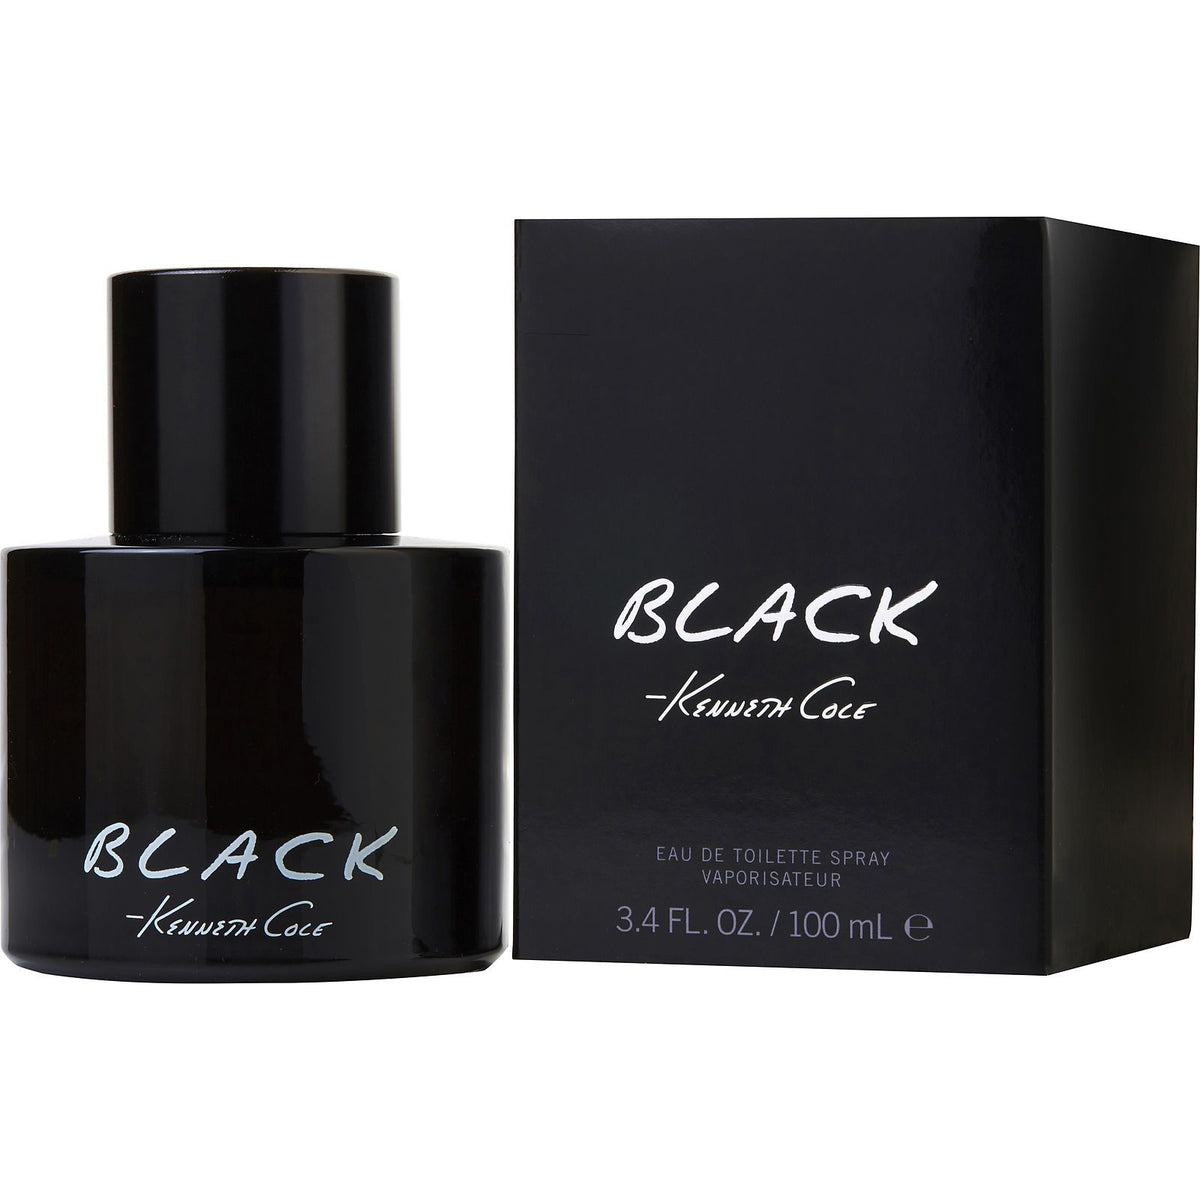 BLACK
-KENNETH COLE
BLACK
-KENNETH COLE
EAU DE TOILETTE SPRAY
VAPORISATEUR
3.4 FL. OZ. / 100 mL ℮